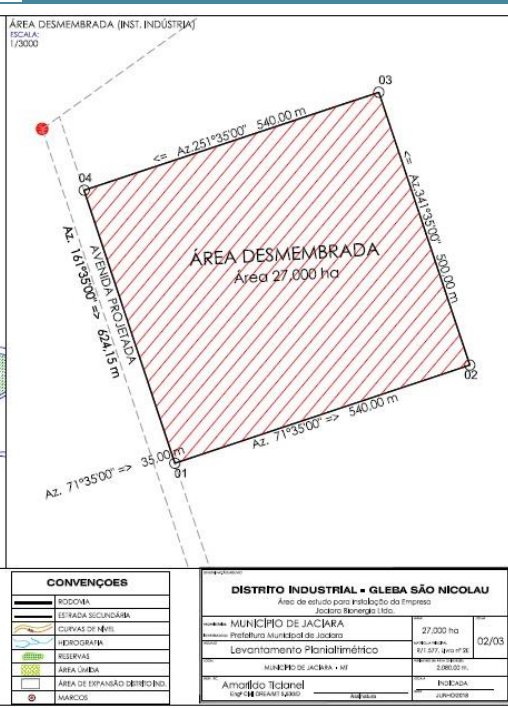 ÁREA DESMEMBRADA (INST. INDÚSTRIA)
ESCALA:
1/3000
03
<= Az.251°35'00" 540,00 m
04
<= Az.341°35'00" 500,00 m
ÁREA DESMEMBRADA
Área 27,000 ha
AVENIDA PROJETADA
Az. 161°35'00" => 624,15 m
02
Az. 71°35'00" => 540,00 m
Az. 71°35'00" => 35,00 m
01
CONVENÇOES
RODOVIA
ESTRADA SECUNDÁRIA
CURVAS DE NÍVEL
HIDROGRAFIA
RESERVAS
ÁREA ÚMIDA
ÁREA DE EXPANSÃO DISTRITO IND.
MARCOS
DISTRITO INDUSTRIAL - GLEBA SÃO NICOLAU
Área de estudo para instalação da Empresa
Jaciara Bionergia Ltda.
MUNICÍPIO DE JACIARA
Prefeitura Municipal de Jaciara
27,000 ha
02/03
Levantamento Planialtimétrico
MUNICÍPIO DE JACIARA - MT
2.080,00 m.
Amarildo Ticianel
Assinatura
INDICADA
JUNHO/2018